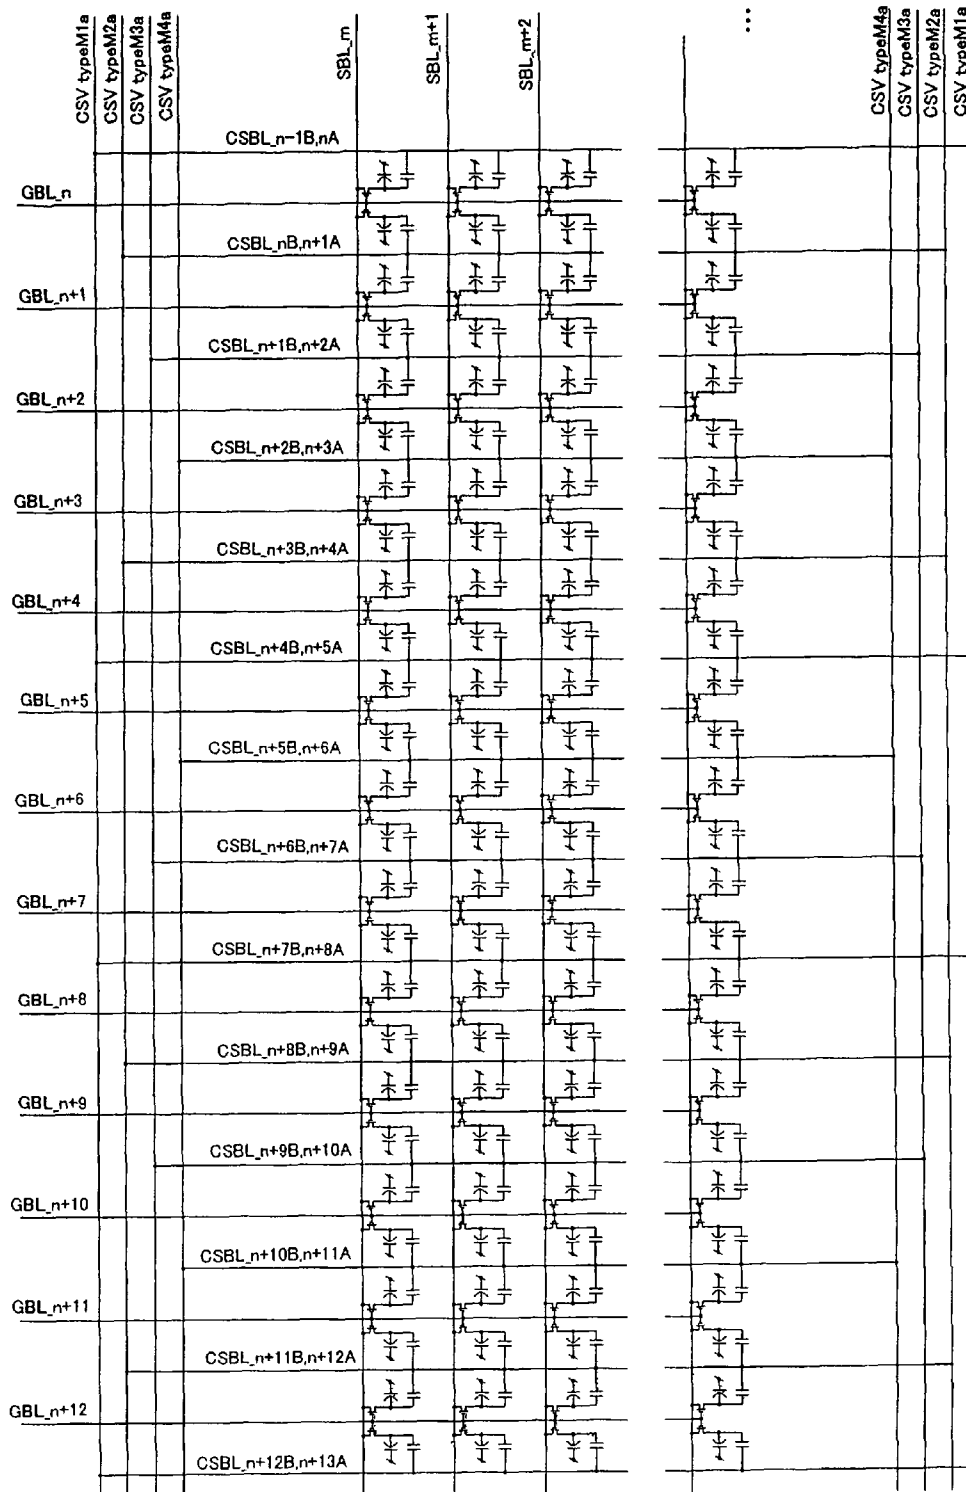 CSV typeM1a
CSV typeM2a
CSV typeM3a
CSV typeM4a
SBL_m
SBL_m+1
SBL_m+2
...
CSV typeM4a
CSV typeM3a
CSV typeM2a
CSV typeM1a
CSBL_n-1B,nA
GBL_n
CSBL_nB,n+1A
GBL_n+1
CSBL_n+1B,n+2A
GBL_n+2
CSBL_n+2B,n+3A
GBL_n+3
CSBL_n+3B,n+4A
GBL_n+4
CSBL_n+4B,n+5A
GBL_n+5
CSBL_n+5B,n+6A
GBL_n+6
CSBL_n+6B,n+7A
GBL_n+7
CSBL_n+7B,n+8A
GBL_n+8
CSBL_n+8B,n+9A
GBL_n+9
CSBL_n+9B,n+10A
GBL_n+10
CSBL_n+10B,n+11A
GBL_n+11
CSBL_n+11B,n+12A
GBL_n+12
CSBL_n+12B,n+13A